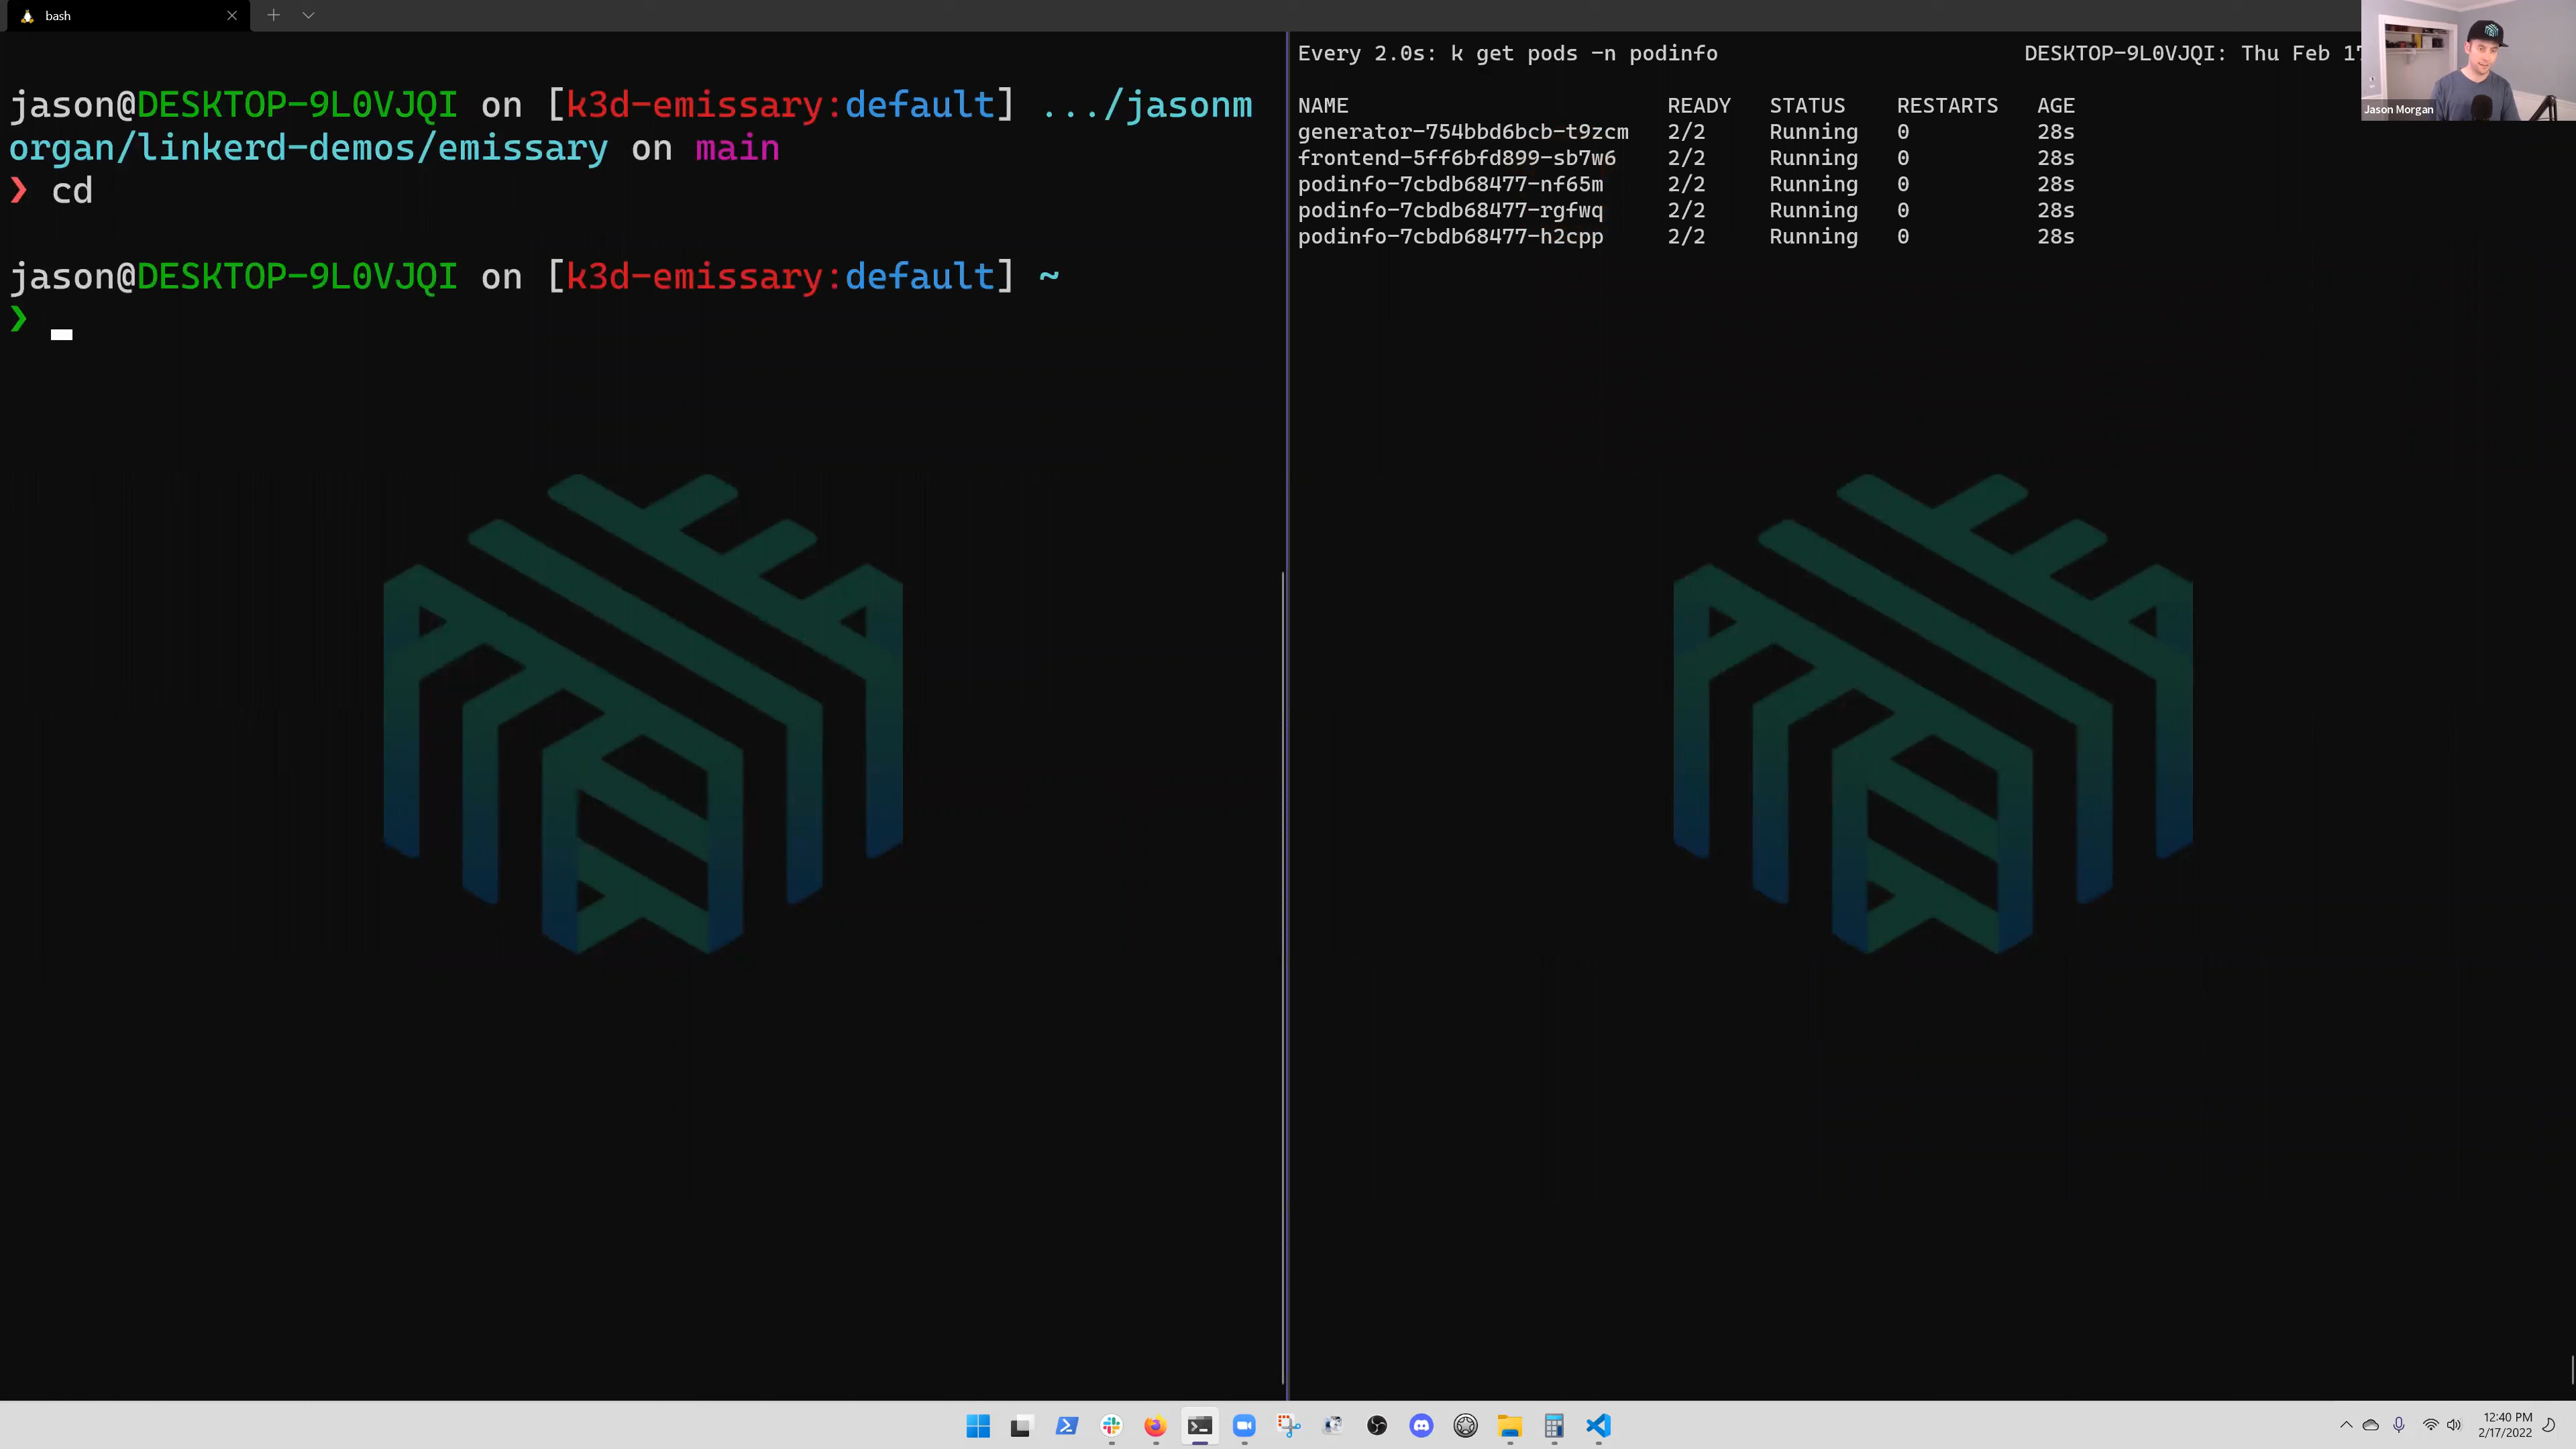 bash
jason@DESKTOP-9L0VJQI on [k3d-emissary:default] .../jasonm
organ/linkerd-demos/emissary on main
❯ cd
jason@DESKTOP-9L0VJQI on [k3d-emissary:default] ~
❯
Every 2.0s: k get pods -n podinfo DESKTOP-9L0VJQI: Thu Feb 17
NAME READY STATUS RESTARTS AGE
generator-754bbd6bcb-t9zcm 2/2 Running 0 28s
frontend-5ff6bfd899-sb7w6 2/2 Running 0 28s
podinfo-7cbdb68477-nf65m 2/2 Running 0 28s
podinfo-7cbdb68477-rgfwq 2/2 Running 0 28s
podinfo-7cbdb68477-h2cpp 2/2 Running 0 28s
Jason Morgan
12:40 PM
2/17/2022